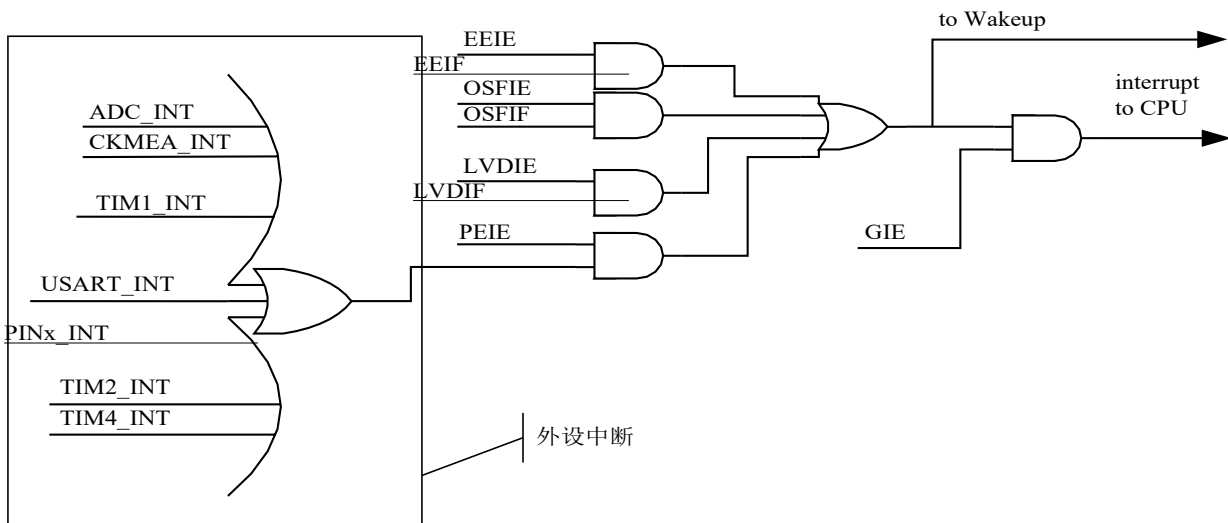 to Wakeup
EEIE
EEIF
OSFIE
OSFIF
interrupt
to CPU
ADC_INT
CKMEA_INT
LVDIE
LVDIF
TIM1_INT
PEIE
GIE
USART_INT
PINx_INT
TIM2_INT
TIM4_INT
外设中断